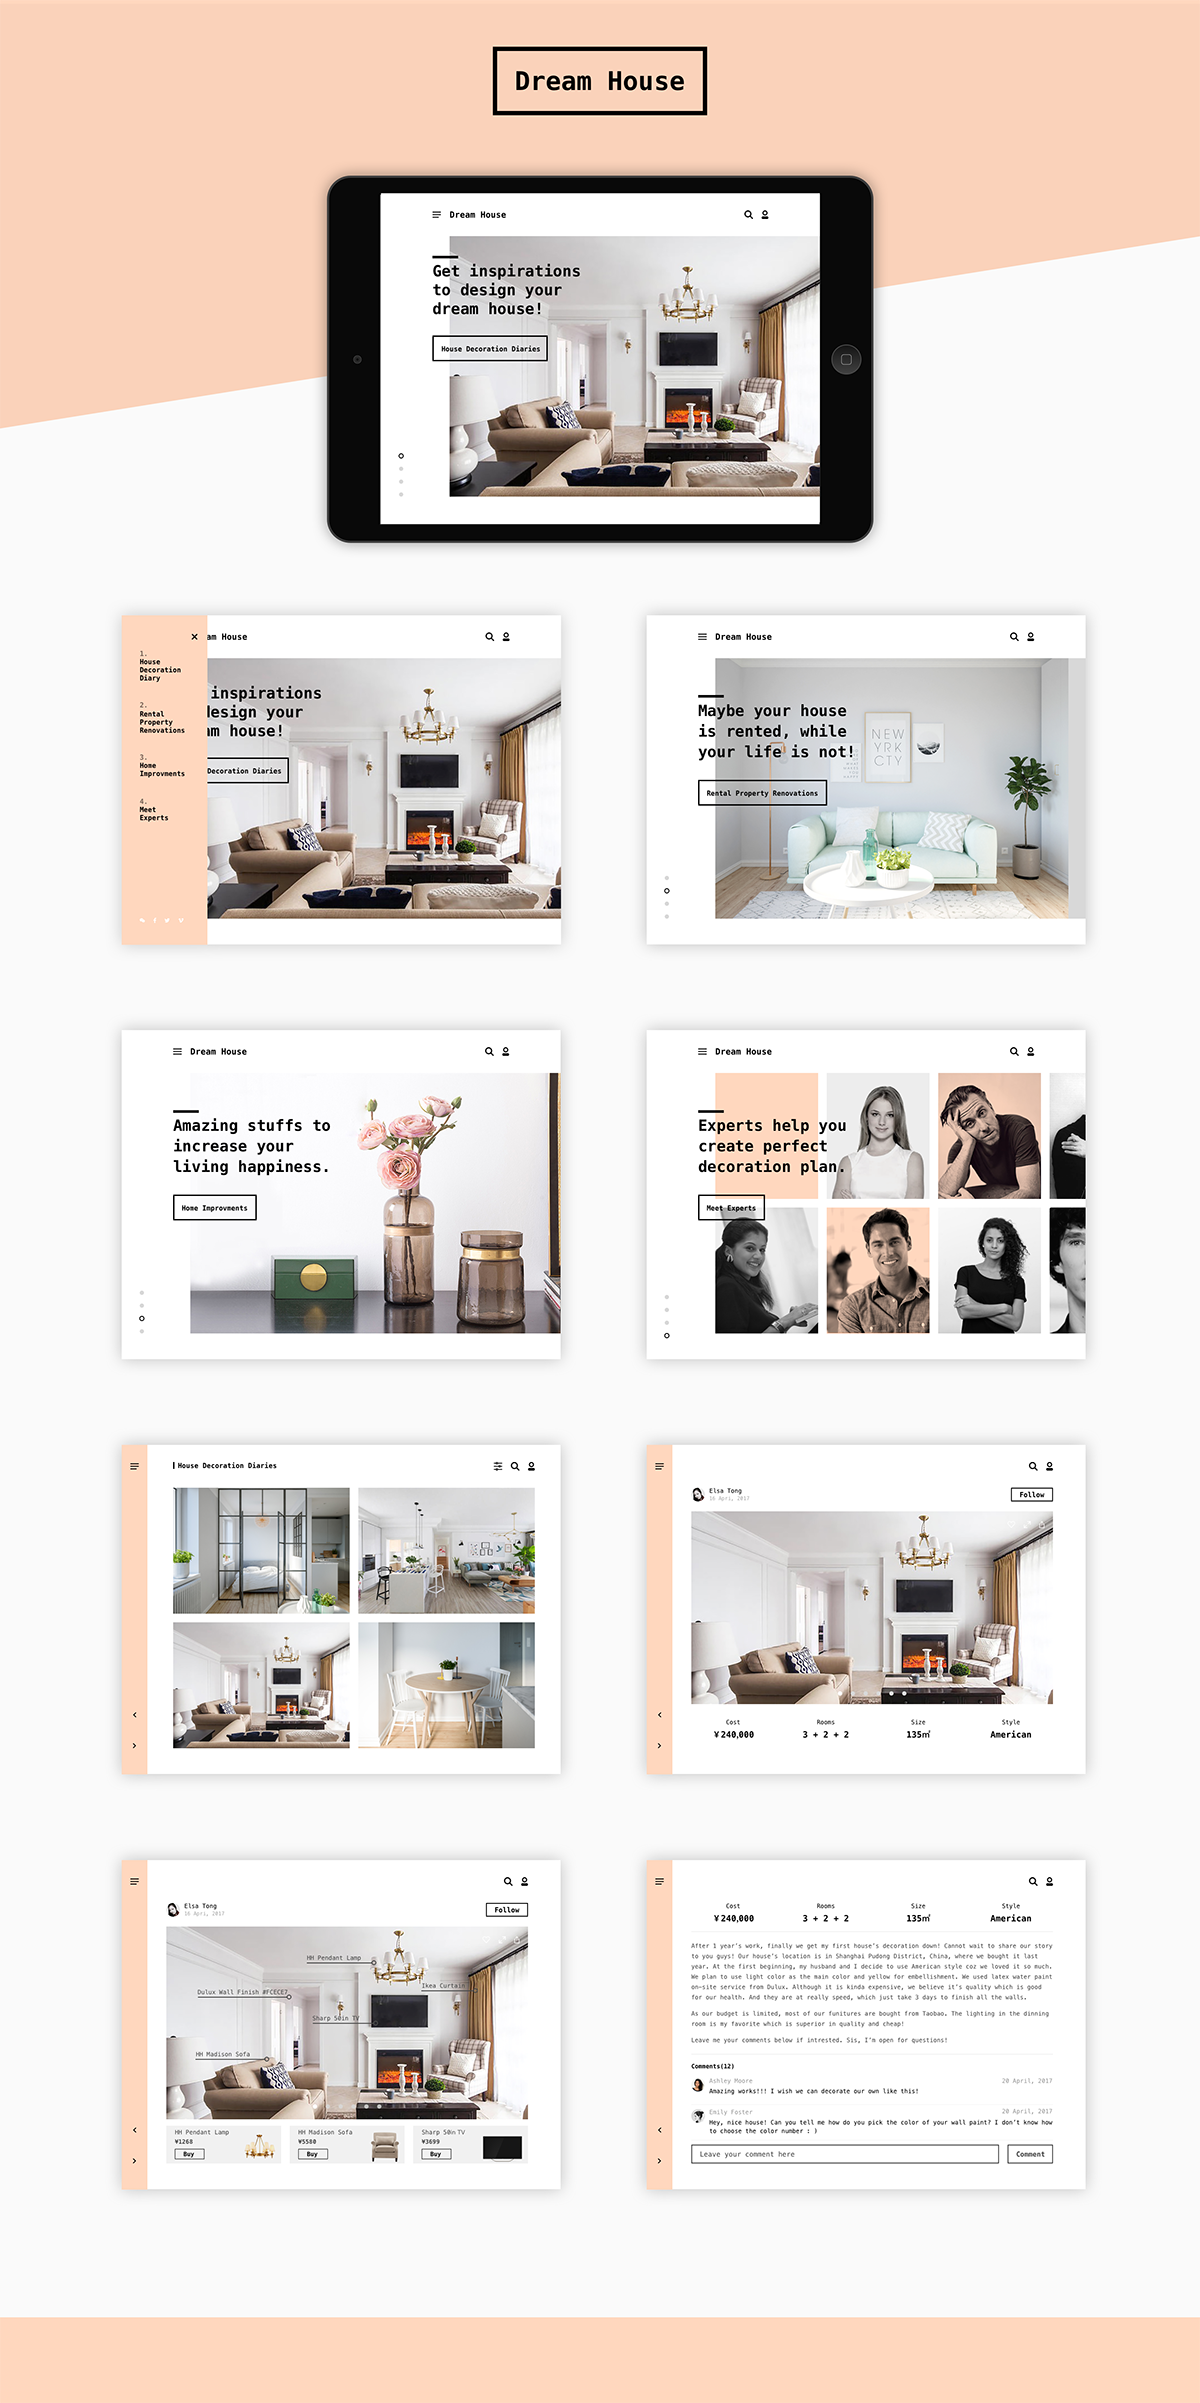 Dream House
Dream House
Get inspirations
to design your
dream house!
House Decoration Diaries
am House
1.
House
Decoration
Diary
2.
Rental
Property
Renovations
3.
Home
Improvments
4.
Meet
Experts
inspirations
design your
am house!
Decoration Diaries
Dream House
Maybe your house
is rented, while
your life is not!
Rental Property Renovations
NEW
YRK
CTY
Dream House
Amazing stuffs to
increase your
living happiness.
Home Improvments
Dream House
Experts help you
create perfect
decoration plan.
Meet Experts
House Decoration Diaries
Elsa Tong
16 Apri, 2017
Follow
Cost Rooms Size Style
¥240,000 3 + 2 + 2 135㎡ American
Elsa Tong
16 Apri, 2017
Follow
HH Pendant Lamp
Ikea Curtain
Dulux Wall Finish #FCECE7
Sharp 50in TV
HH Madison Sofa
HH Pendant Lamp
¥1268
Buy
HH Madison Sofa
¥5580
Buy
Sharp 50in TV
¥3699
Buy
Cost Rooms Size Style
¥240,000 3 + 2 + 2 135㎡ American
After 1 year's work, finally we get my first house's decoration down! Cannot wait to share our story
to you guys! Our house's location is in Shanghai Pudong District, China, where we bought it last
year. At the first beginning, my husband and I decide to use American style coz we loved it so much.
We plan to use light color as the main color and yellow for embellishment. We used latex water paint
on-site service from Dulux. Although it is kinda expensive, we believe it's quality which is good
for our health. And they are at really speed, which just take 3 days to finish all the walls.
As our budget is limited, most of our funitures are bought from Taobao. The lighting in the dinning
room is my favorite which is superior in quality and cheap!
Leave me your comments below if intrested. Sis, I'm open for questions!
Comments(12)
Ashley Moore 20 April, 2017
Amazing works!!! I wish we can decorate our own like this!
Emily Foster 20 April, 2017
Hey, nice house! Can you tell me how do you pick the color of your wall paint? I don't know how
to choose the color number : )
Leave your comment here
Comment